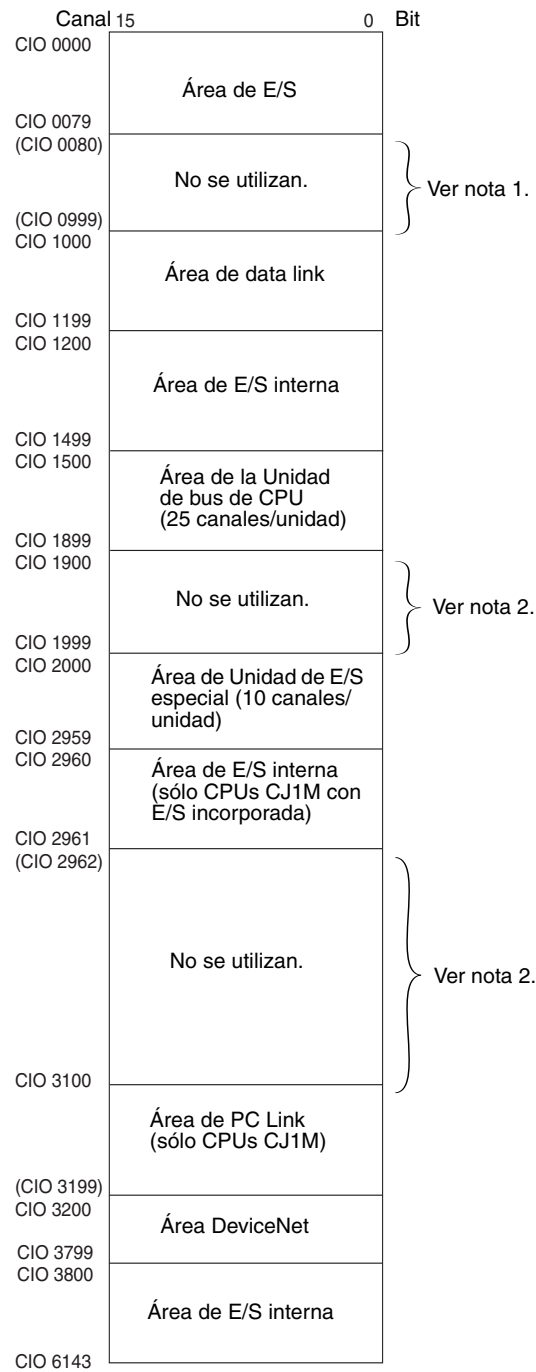 Canal 15 0 Bit
CIO 0000
Área de E/S
CIO 0079
(CIO 0080)
No se utilizan.
Ver nota 1.
(CIO 0999)
CIO 1000
Área de data link
CIO 1199
CIO 1200
Área de E/S interna
CIO 1499
CIO 1500
Área de la Unidad
de bus de CPU
(25 canales/unidad)
CIO 1899
CIO 1900
No se utilizan.
Ver nota 2.
CIO 1999
CIO 2000
Área de Unidad de E/S
especial (10 canales/
unidad)
CIO 2959
CIO 2960
Área de E/S interna
(sólo CPUs CJ1M con
E/S incorporada)
CIO 2961
(CIO 2962)
No se utilizan.
Ver nota 2.
CIO 3100
Área de PC Link
(sólo CPUs CJ1M)
(CIO 3199)
CIO 3200
Área DeviceNet
CIO 3799
CIO 3800
Área de E/S interna
CIO 6143